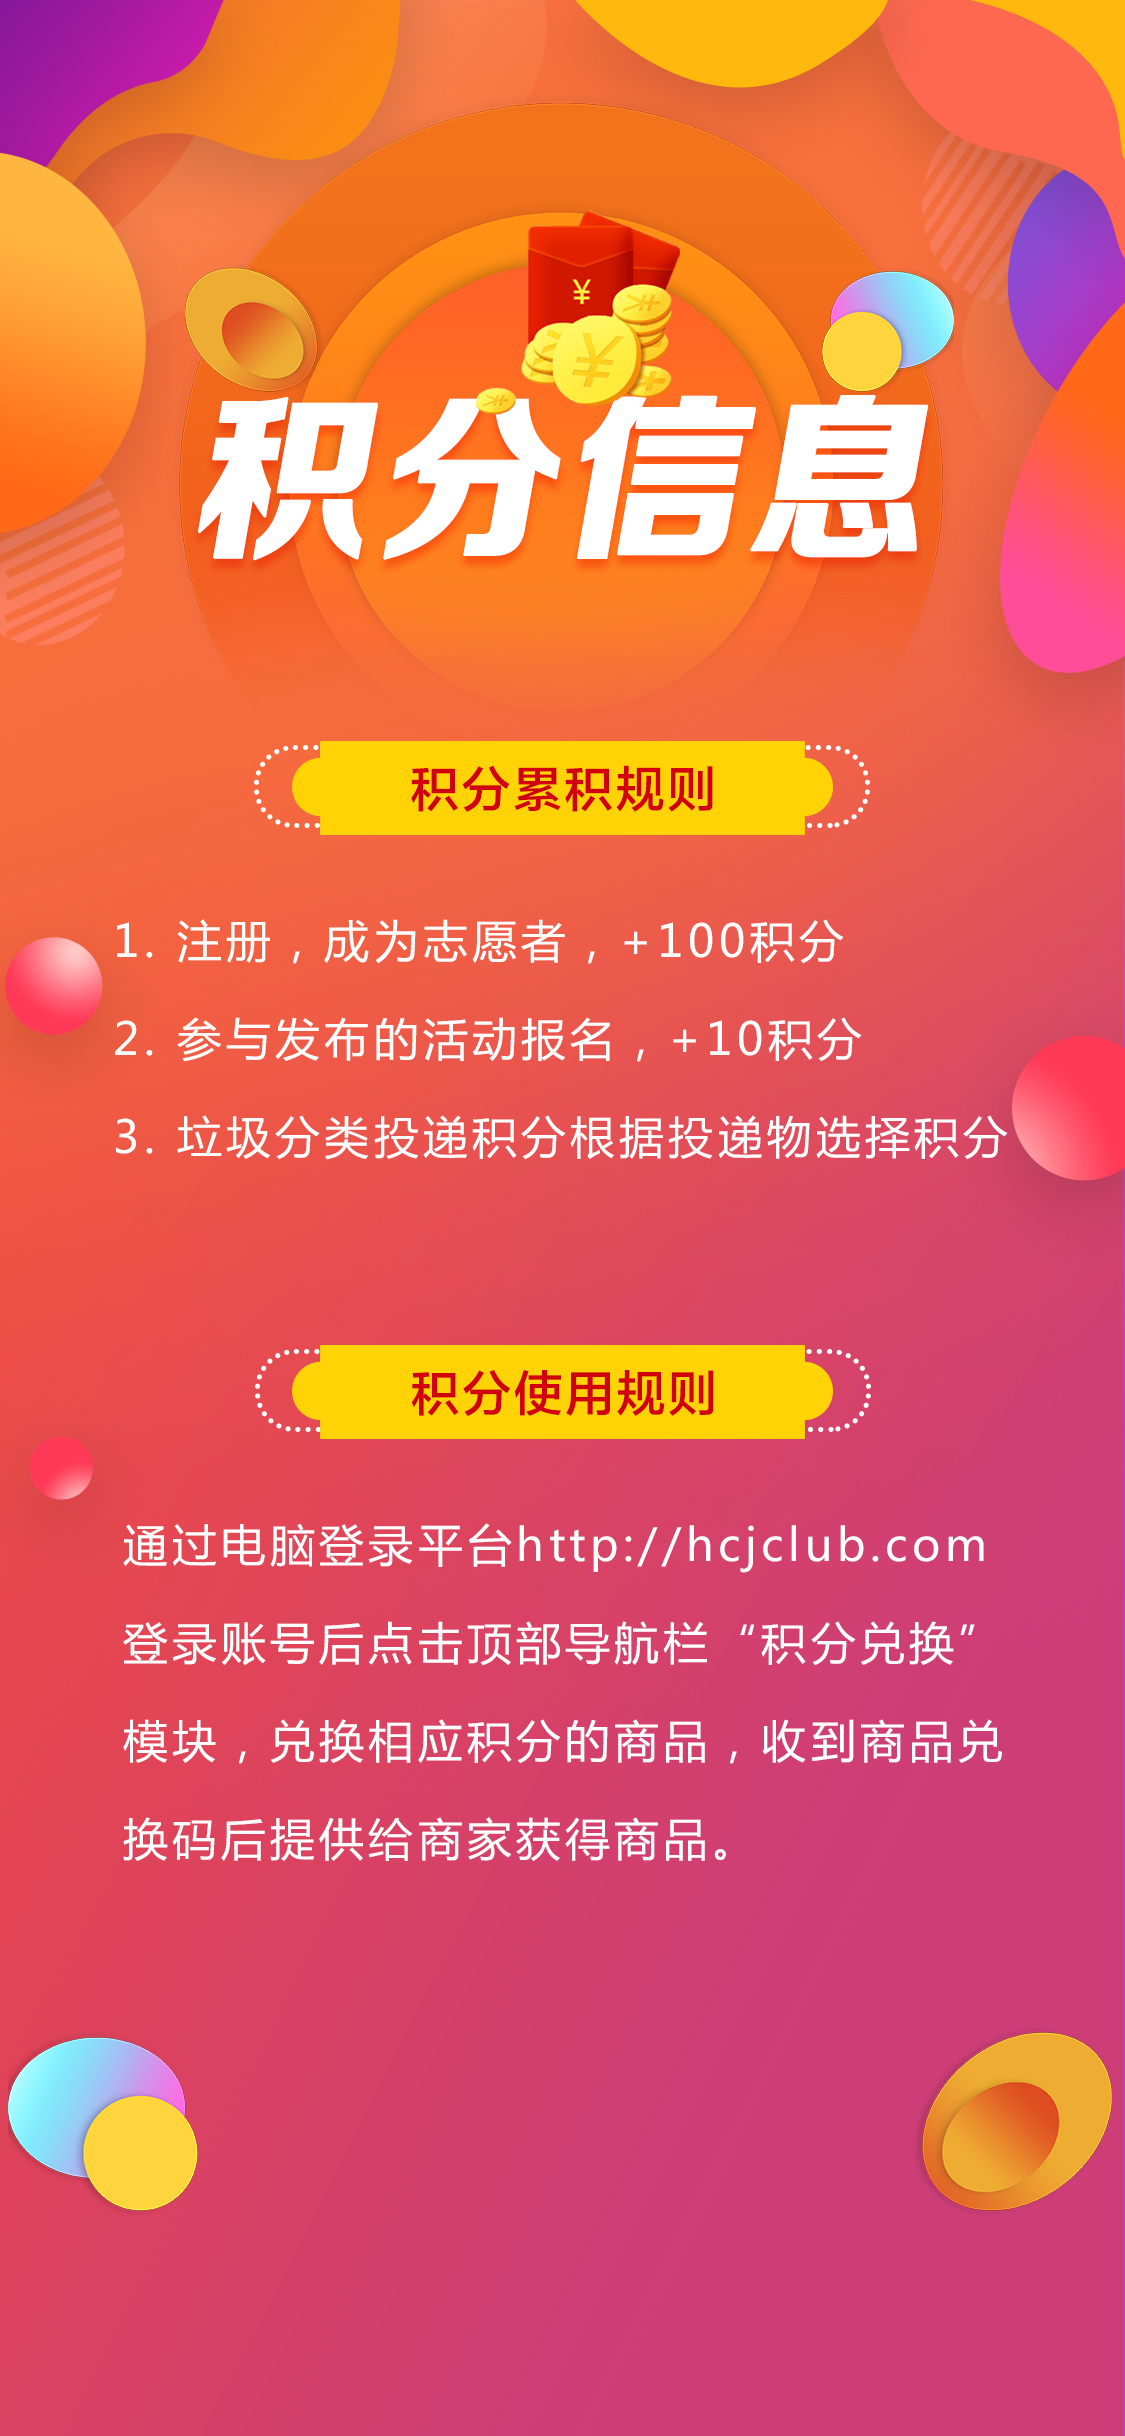 ¥
¥
积分信息
积分累积规则
1. 注册，成为志愿者，+100积分
2. 参与发布的活动报名，+10积分
3. 垃圾分类投递积分根据投递物选择积分
积分使用规则
通过电脑登录平台http://hcjclub.com
登录账号后点击顶部导航栏“积分兑换”
模块，兑换相应积分的商品，收到商品兑
换码后提供给商家获得商品。